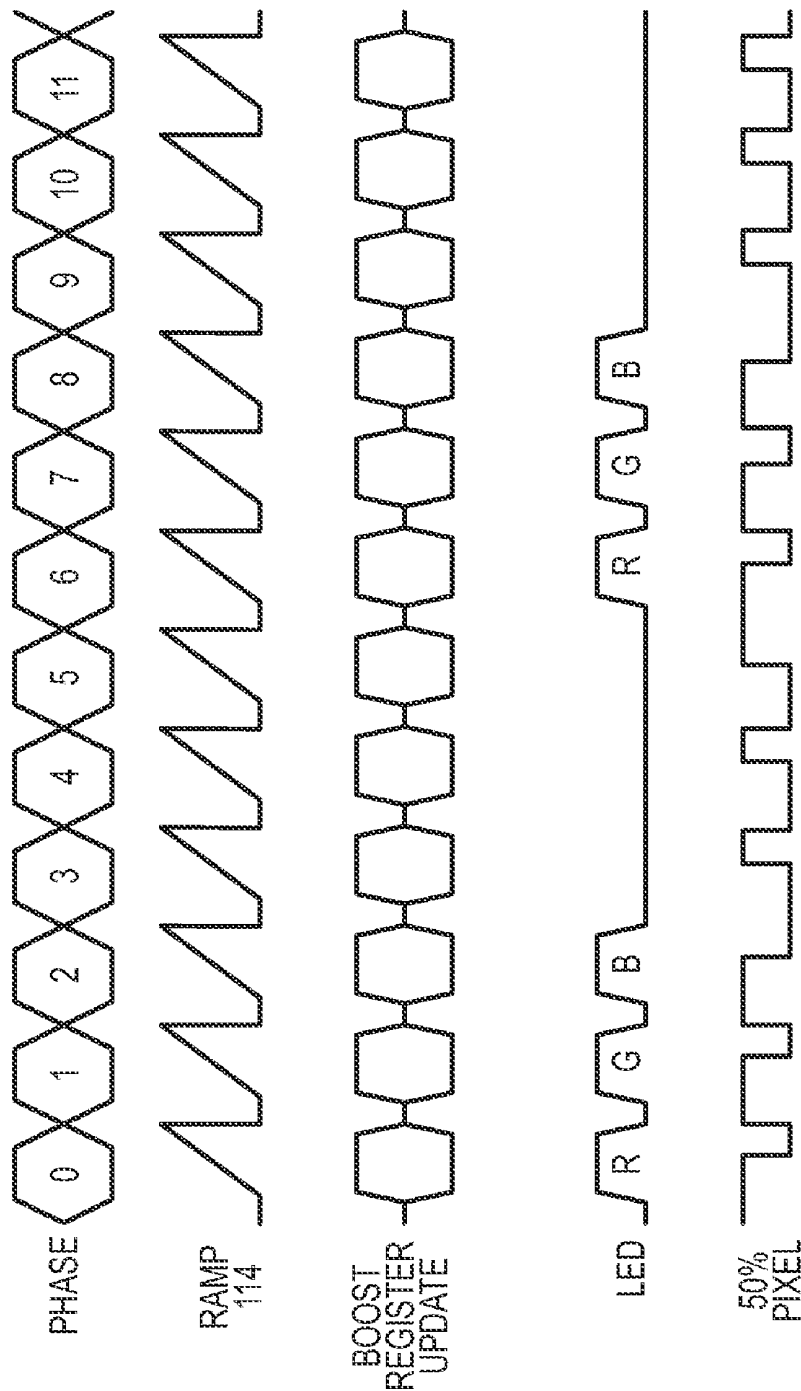 PHASE
0 1 2 3 4 5 6 7 8 9 10 11
RAMP
114
BOOST
REGISTER
UPDATE
LED
R G B R G B
50%
PIXEL